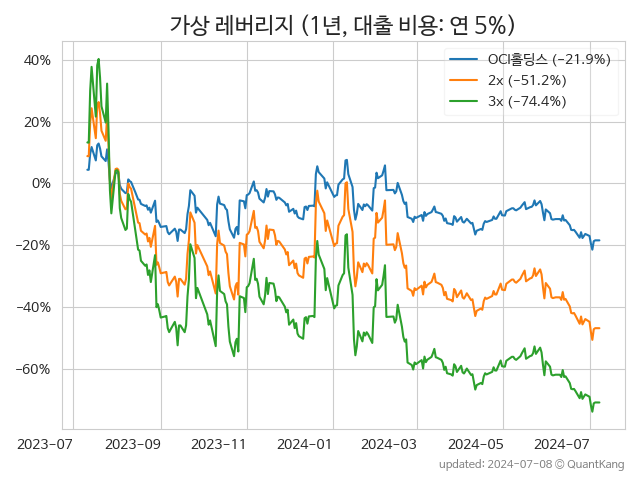 가상 레버리지 (1년, 대출 비용: 연 5%)
OCI홀딩스 (−21.9%)
2x (−51.2%)
3x (−74.4%)
40%
20%
0%
−20%
−40%
−60%
2023-07 2023-09 2023-11 2024-01 2024-03 2024-05 2024-07
updated: 2024-07-08 © QuantKang